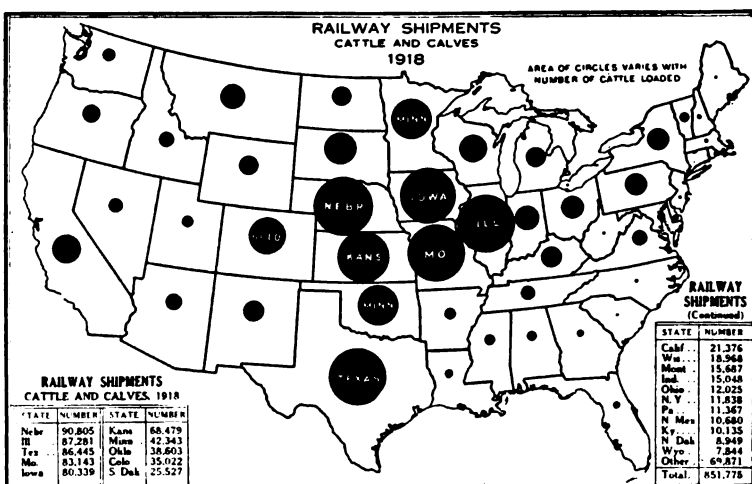 RAILWAY SHIPMENTS
CATTLE AND CALVES
1918
AREA OF CIRCLES VARIES WITH
NUMBER OF CATTLE LOADED
MINN
NEBR
IOWA
ILL
COLO
KANS
MO
MINN
TEXAS
RAILWAY SHIPMENTS
CATTLE AND CALVES, 1918
STATE NUMBER STATE NUMBER
Nebr 90.805 Kans 68.479
Ill 87.281 Minn 42.343
Tex 86.445 Okla 38.603
Mo. 83.143 Colo 35.022
Iowa 80.339 S Dak 25.527
RAILWAY
SHIPMENTS
(Continued)
STATE NUMBER
Calif 21.376
Wis 18.968
Mont 15.687
Ind. 15.048
Ohio 12.025
N. Y 11.838
Pa 11.367
N Mex 10.680
Ky 10.135
N Dak 8.949
Wyo 7.844
Other 69.871
Total 851.775